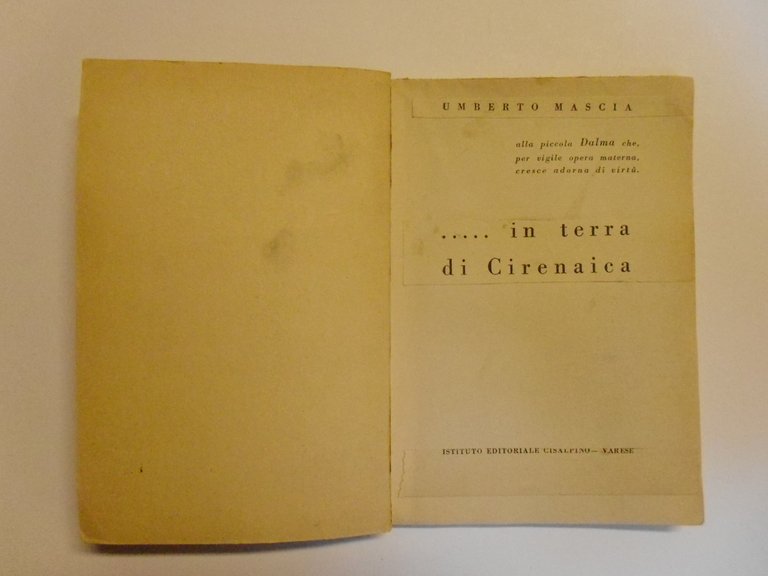 UMBERTO MASCIA
alla piccola Dalma che,
per vigile opera materna,
cresce adorna di virtù.
..... in terra
di Cirenaica
ISTITUTO EDITORIALE CISALPINO — VARESE